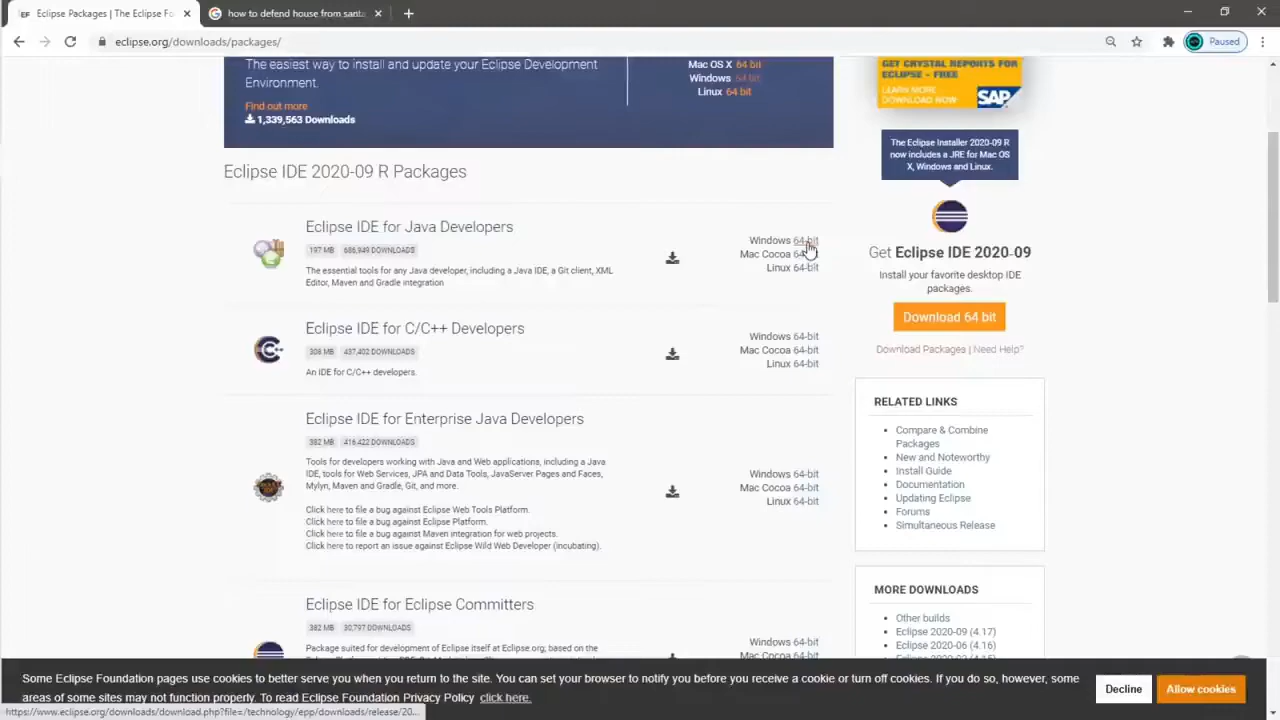 Eclipse Packages | The Eclipse Fo
how to defend house from santa
eclipse.org/downloads/packages/
Paused
The easiest way to install and update your Eclipse Development
Environment.
Find out more
1,339,563 Downloads
Mac OS X 64 bit
Windows 64 bit
Linux 64 bit
GET CRYSTAL REPORTS FOR
ECLIPSE - FREE
LEARN MORE
DOWNLOAD NOW
SAP
The Eclipse Installer 2020-09 R
now includes a JRE for Mac OS
X, Windows and Linux.
Get Eclipse IDE 2020-09
Install your favorite desktop IDE
packages.
Download 64 bit
Download Packages | Need Help?
Eclipse IDE 2020-09 R Packages
Eclipse IDE for Java Developers
197 MB 686,949 DOWNLOADS
The essential tools for any Java developer, including a Java IDE, a Git client, XML
Editor, Maven and Gradle integration
Windows 64-bit
Mac Cocoa 64-bit
Linux 64-bit
Eclipse IDE for C/C++ Developers
308 MB 437,402 DOWNLOADS
An IDE for C/C++ developers.
Windows 64-bit
Mac Cocoa 64-bit
Linux 64-bit
Eclipse IDE for Enterprise Java Developers
382 MB 416,422 DOWNLOADS
Tools for developers working with Java and Web applications, including a Java
IDE, tools for Web Services, JPA and Data Tools, JavaServer Pages and Faces,
Mylyn, Maven and Gradle, Git, and more.
Click here to file a bug against Eclipse Web Tools Platform.
Click here to file a bug against Eclipse Platform.
Click here to file a bug against Maven integration for web projects.
Click here to report an issue against Eclipse Wild Web Developer (incubating).
Windows 64-bit
Mac Cocoa 64-bit
Linux 64-bit
Eclipse IDE for Eclipse Committers
382 MB 30,797 DOWNLOADS
Package suited for development of Eclipse itself at Eclipse.org; based on the
Windows 64-bit
Mac Cocoa 64-bit
RELATED LINKS
Compare & Combine
Packages
New and Noteworthy
Install Guide
Documentation
Updating Eclipse
Forums
Simultaneous Release
MORE DOWNLOADS
Other builds
Eclipse 2020-09 (4.17)
Eclipse 2020-06 (4.16)
Some Eclipse Foundation pages use cookies to better serve you when you return to the site. You can set your browser to notify you before you receive a cookie or turn off cookies. If you do so, however, some
areas of some sites may not function properly. To read Eclipse Foundation Privacy Policy click here.
Decline
Allow cookies
https://www.eclipse.org/downloads/download.php?file=/technology/epp/downloads/release/20...